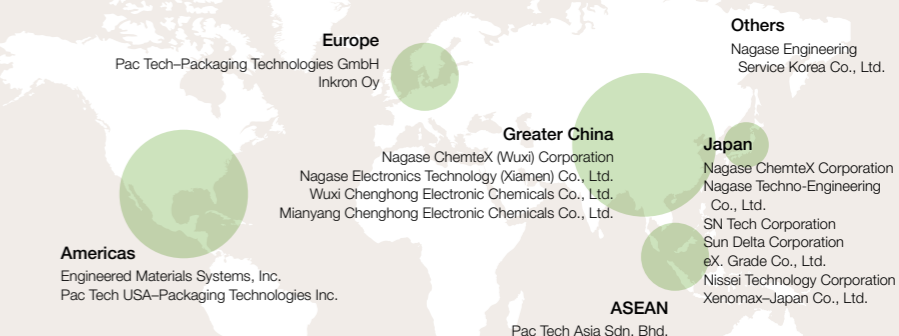 Europe
Pac Tech–Packaging Technologies GmbH
Inkron Oy
Others
Nagase Engineering
Service Korea Co., Ltd.
Greater China
Nagase ChemteX (Wuxi) Corporation
Nagase Electronics Technology (Xiamen) Co., Ltd.
Wuxi Chenghong Electronic Chemicals Co., Ltd.
Mianyang Chenghong Electronic Chemicals Co., Ltd.
Japan
Nagase ChemteX Corporation
Nagase Techno-Engineering
Co., Ltd.
SN Tech Corporation
Sun Delta Corporation
eX. Grade Co., Ltd.
Nissei Technology Corporation
Xenomax–Japan Co., Ltd.
Americas
Engineered Materials Systems, Inc.
Pac Tech USA–Packaging Technologies Inc.
ASEAN
Pac Tech Asia Sdn. Bhd.